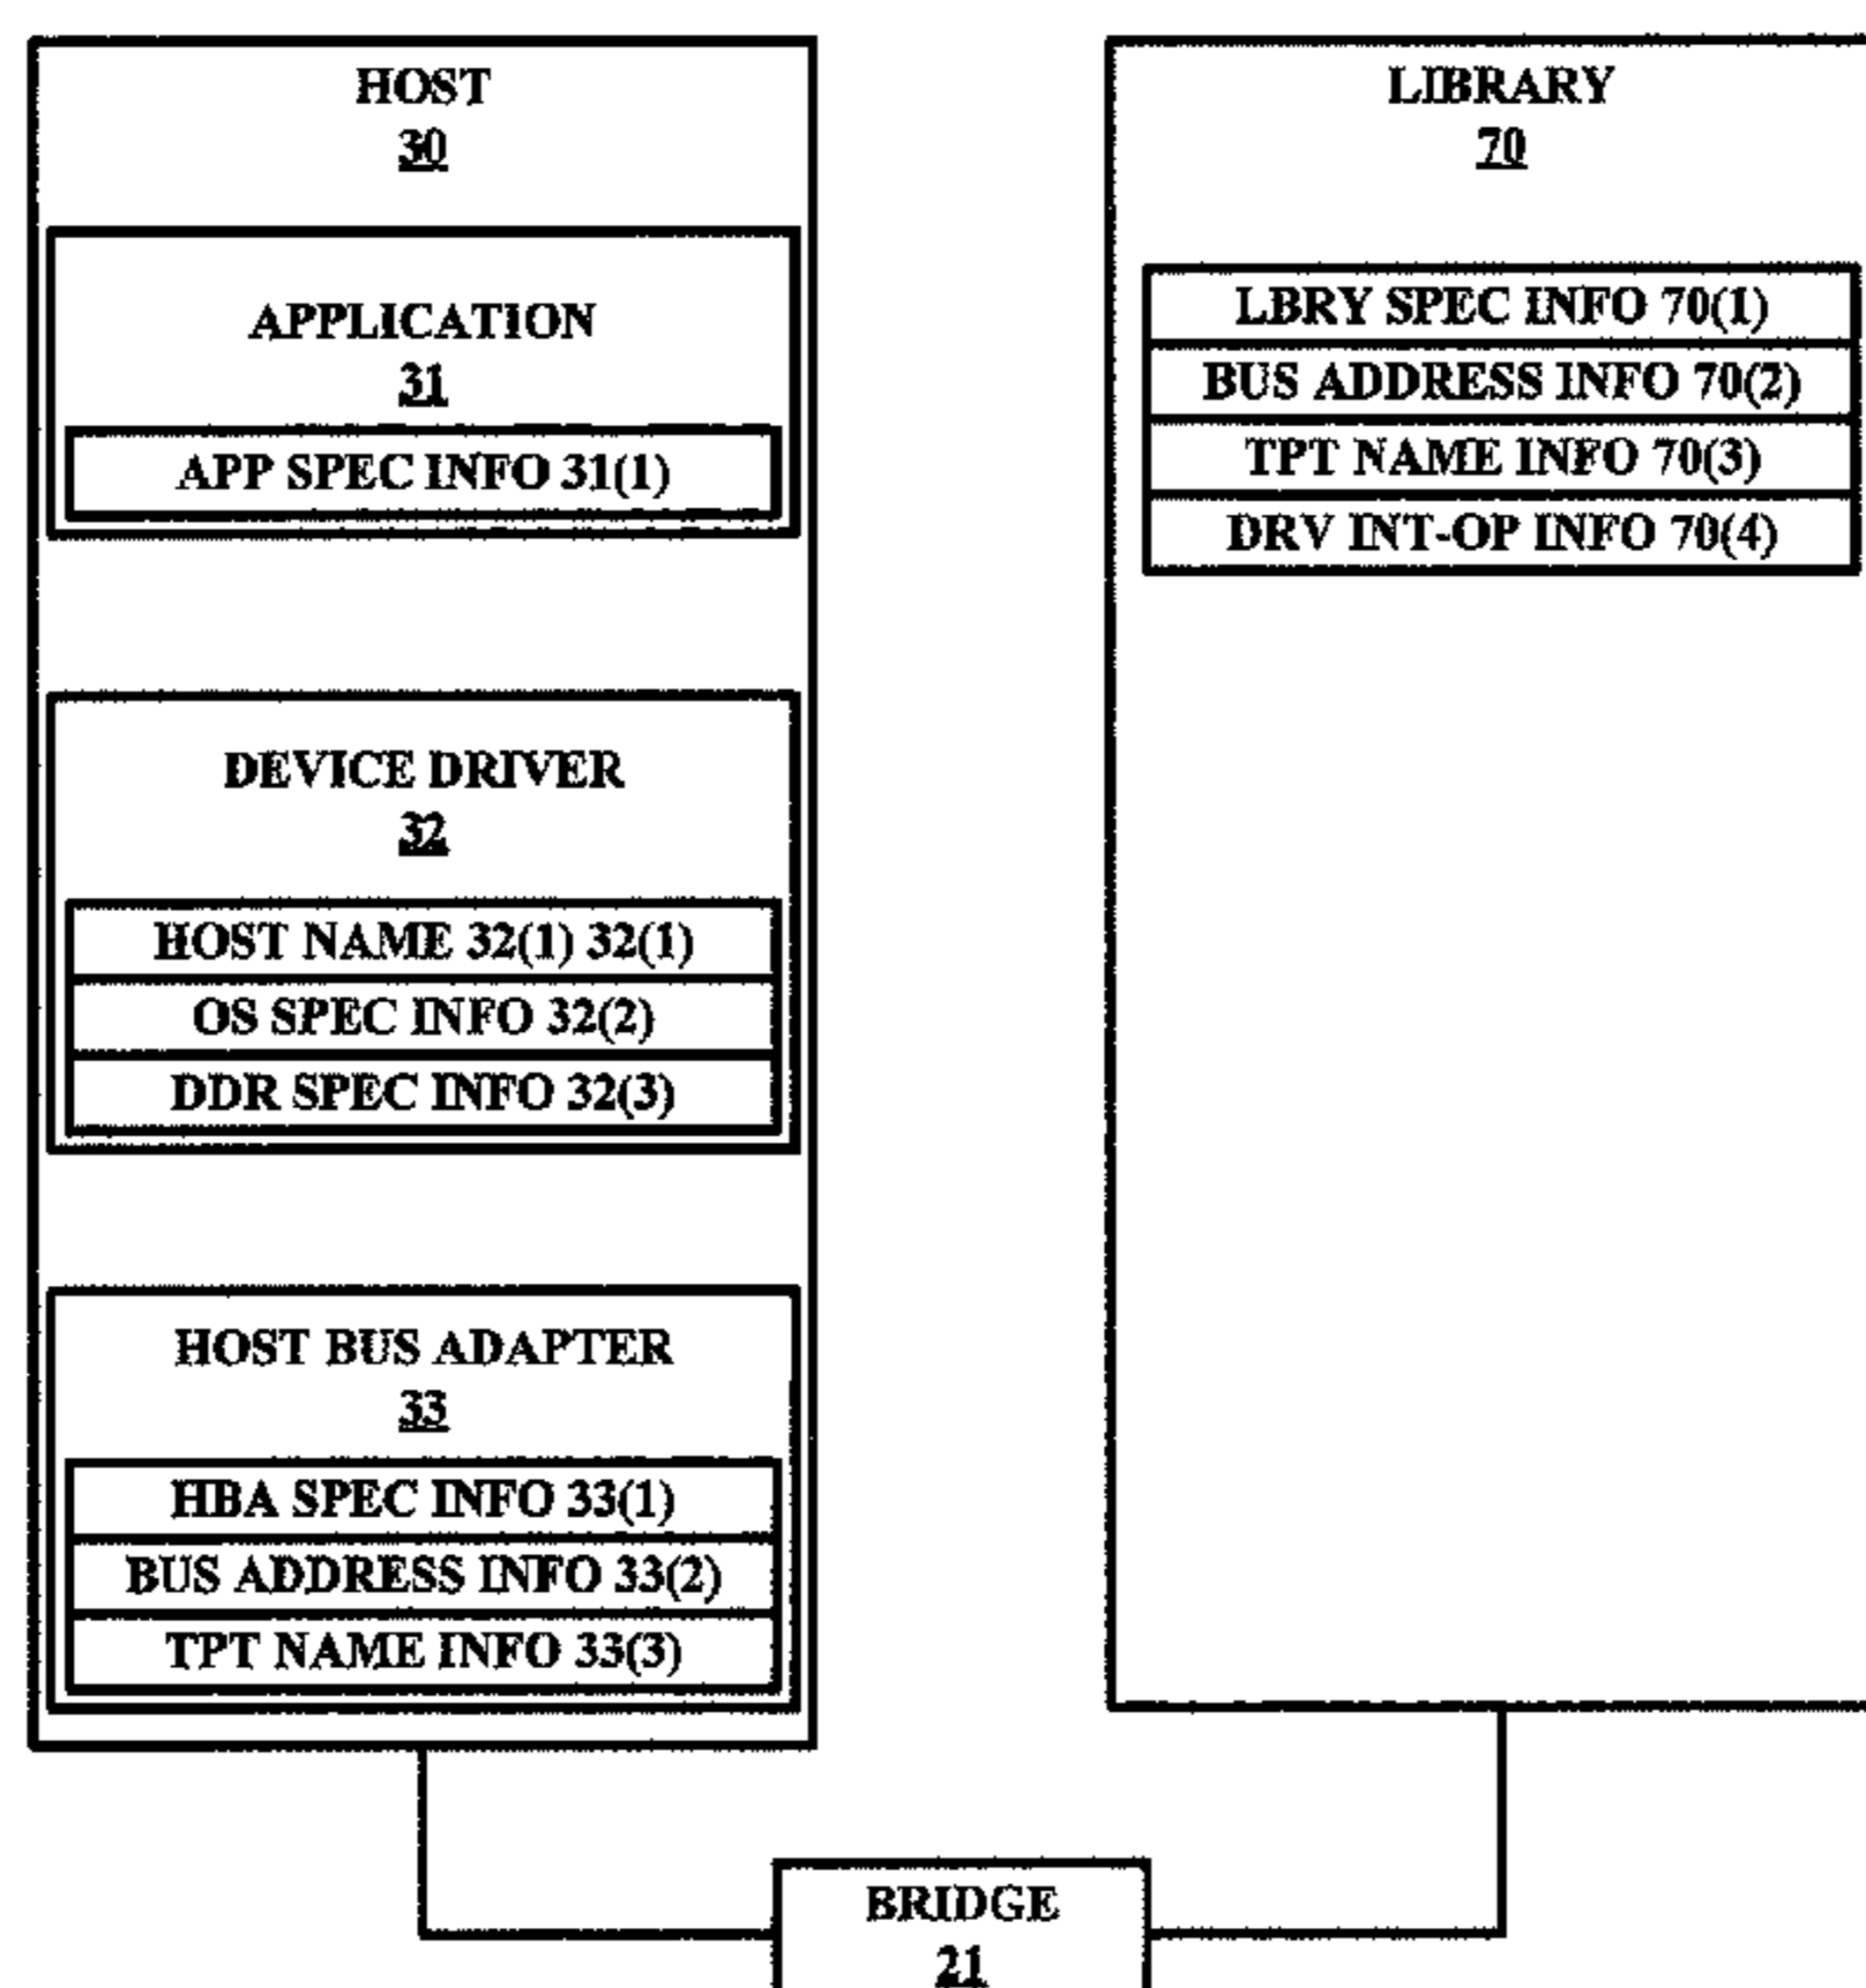 HOST
30
APPLICATION
31
APP SPEC INFO 31(1)
DEVICE DRIVER
32
HOST NAME 32(1) 32(1)
OS SPEC INFO 32(2)
DDR SPEC INFO 32(3)
HOST BUS ADAPTER
33
HBA SPEC INFO 33(1)
BUS ADDRESS INFO 33(2)
TPT NAME INFO 33(3)
LIBRARY
70
LBRY SPEC INFO 70(1)
BUS ADDRESS INFO 70(2)
TPT NAME INFO 70(3)
DRV INT-OP INFO 70(4)
BRIDGE
21